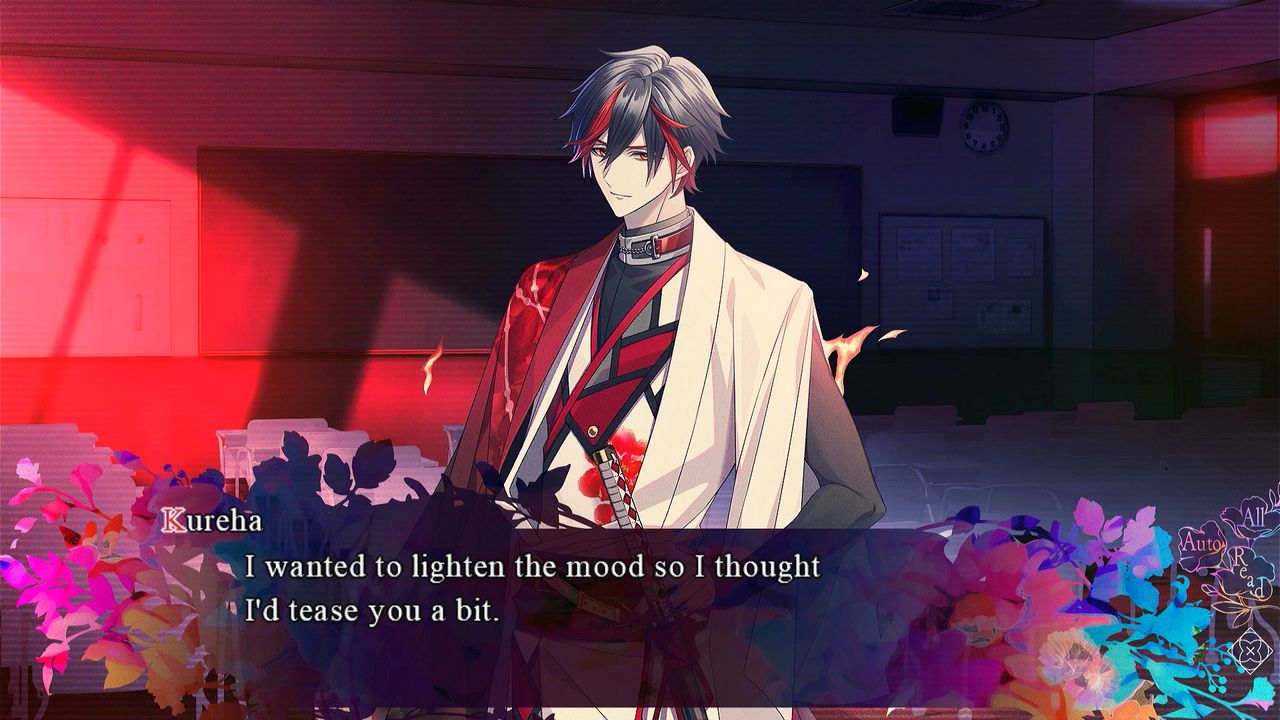 Kureha
I wanted to lighten the mood so I thought
I'd tease you a bit.
All
Auto
Read